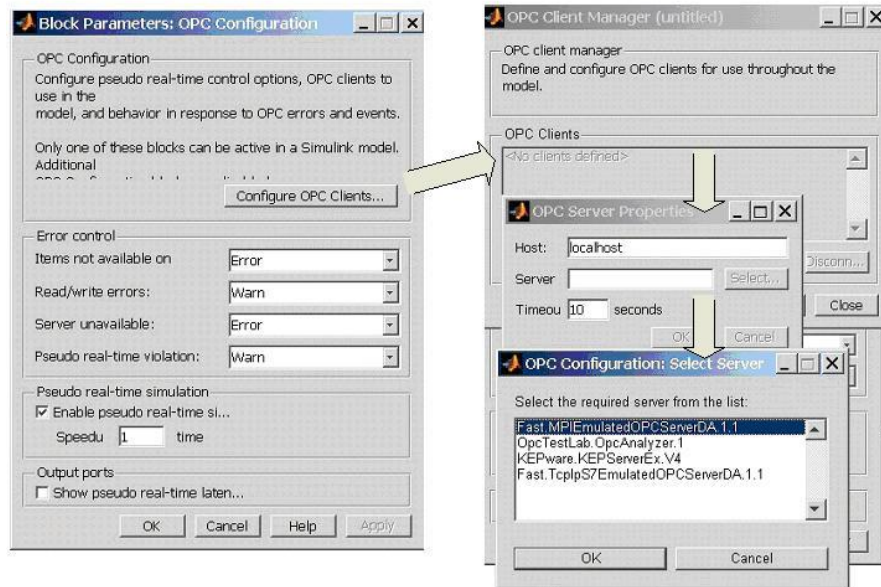 Block Parameters: OPC Configuration
OPC Configuration
Configure pseudo real-time control options, OPC clients to
use in the
model, and behavior in response to OPC errors and events.
Only one of these blocks can be active in a Simulink model.
Additional
Configure OPC Clients...
Error control
Items not available on
Error
Read/write errors:
Warn
Server unavailable:
Error
Pseudo real-time violation:
Warn
Pseudo real-time simulation
Enable pseudo real-time si...
Speedu
1
time
Output ports
Show pseudo real-time laten...
OK
Cancel
Help
Apply
OPC Client Manager (untitled)
OPC client manager
Define and configure OPC clients for use throughout the
model.
OPC Clients
<No clients defined>
Disconn...
Close
OPC Server Properties
Host:
localhost
Server
Select...
Timeou
10
seconds
OK
Cancel
OPC Configuration: Select Server
Select the required server from the list:
Fast.MPIEmulatedOPCServerDA.1.1
OpcTestLab.OpcAnalyzer.1
KEPware.KEPServerEx.V4
Fast.TcpIpS7EmulatedOPCServerDA.1.1
OK
Cancel